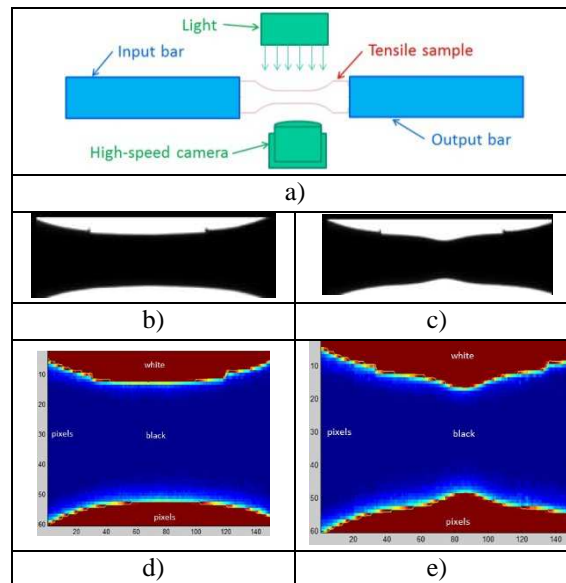 Light
Input bar
Tensile sample
High-speed camera
Output bar
a)
b) c)
white
10
20
30
pixels black
40
50
pixels
60
20 40 60 80 100 120 140
white
10
20
30
pixels black
40
50
pixels
60
20 40 60 80 100 120 140
d) e)